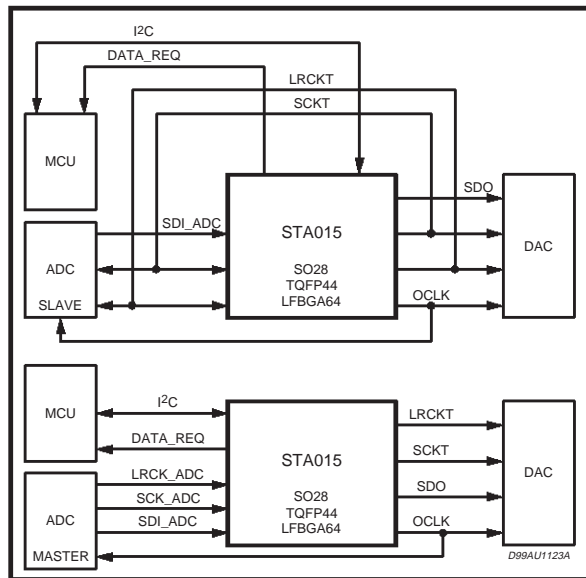 I²C
DATA_REQ
LRCKT
SCKT
MCU
SDO
SDI_ADC
STA015
DAC
ADC
SO28
TQFP44
LFBGA64
SLAVE
OCLK
MCU
I²C
LRCKT
DATA_REQ
STA015
SCKT
LRCK_ADC
DAC
SCK_ADC
SO28
SDO
ADC
TQFP44
SDI_ADC
LFBGA64
OCLK
MASTER
D99AU1123A